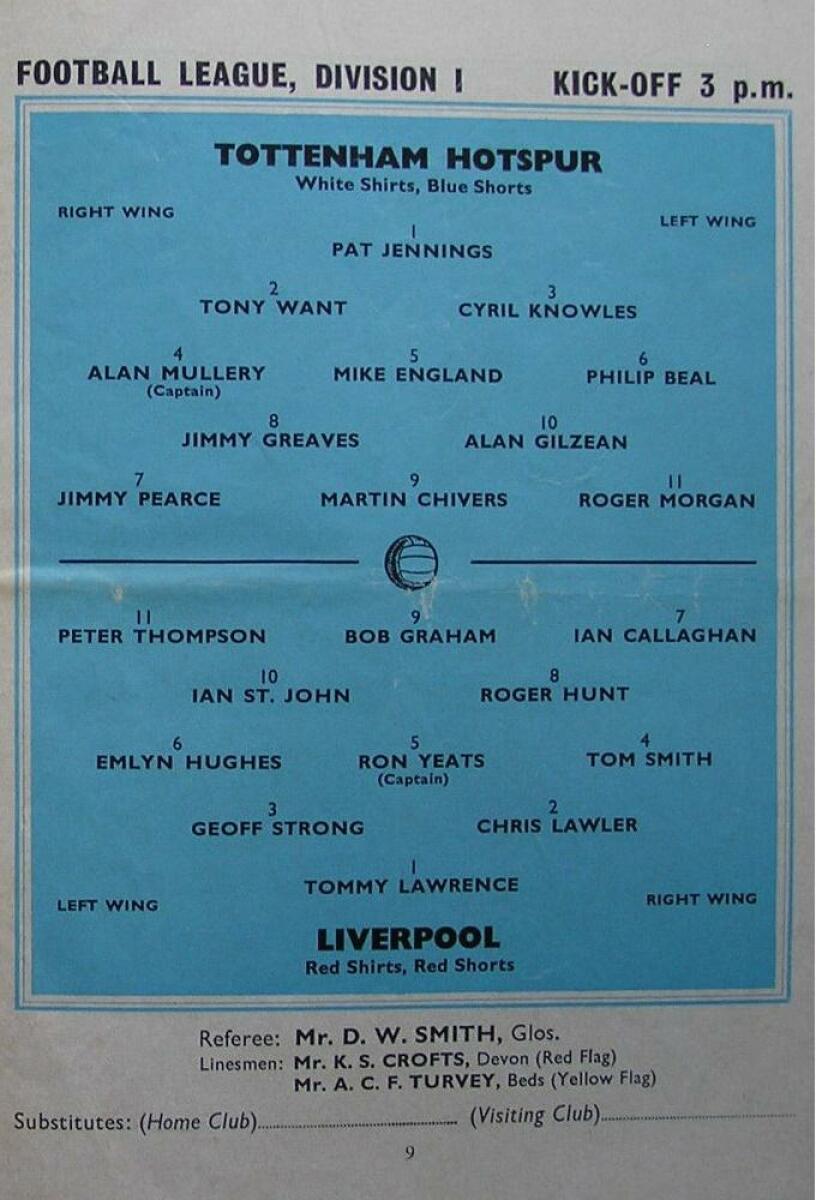 FOOTBALL LEAGUE, DIVISION I KICK-OFF 3 p.m.
TOTTENHAM HOTSPUR
White Shirts, Blue Shorts
RIGHT WING LEFT WING
1
PAT JENNINGS
2 3
TONY WANT CYRIL KNOWLES
4 5 6
ALAN MULLERY MIKE ENGLAND PHILIP BEAL
(Captain)
8 10
JIMMY GREAVES ALAN GILZEAN
7 9 11
JIMMY PEARCE MARTIN CHIVERS ROGER MORGAN
11 9 7
PETER THOMPSON BOB GRAHAM IAN CALLAGHAN
10 8
IAN ST. JOHN ROGER HUNT
6 5 4
EMLYN HUGHES RON YEATS TOM SMITH
(Captain)
3 2
GEOFF STRONG CHRIS LAWLER
1
TOMMY LAWRENCE
LEFT WING RIGHT WING
LIVERPOOL
Red Shirts, Red Shorts
Referee: Mr. D. W. SMITH, Glos.
Linesmen: Mr. K. S. CROFTS, Devon (Red Flag)
Mr. A. C. F. TURVEY, Beds (Yellow Flag)
Substitutes: (Home Club)........................ (Visiting Club)........................
9